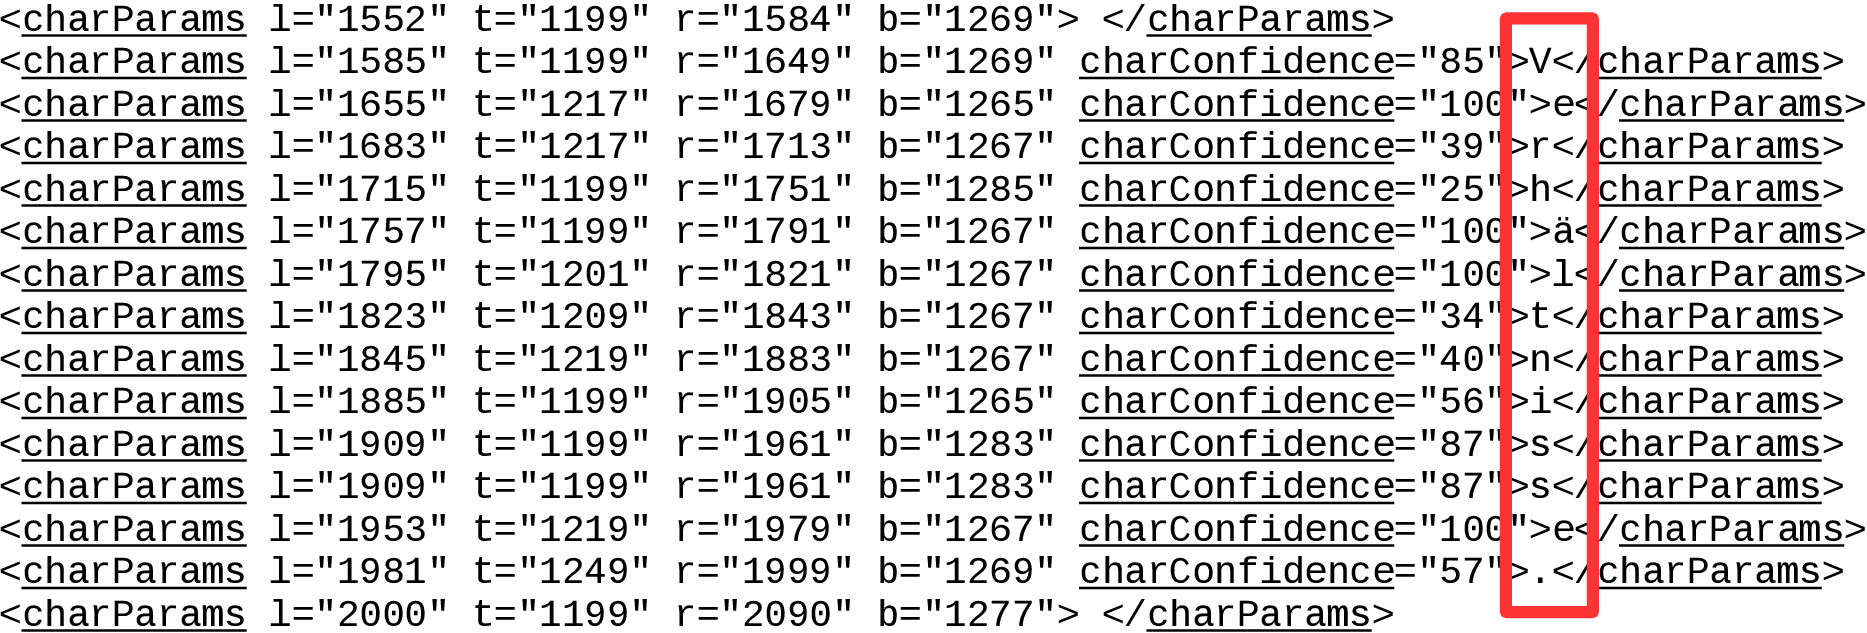 <charParams l="1552" t="1199" r="1584" b="1269"> </charParams>
<charParams l="1585" t="1199" r="1649" b="1269" charConfidence="85">V</charParams>
<charParams l="1655" t="1217" r="1679" b="1265" charConfidence="100">e</charParams>
<charParams l="1683" t="1217" r="1713" b="1267" charConfidence="39">r</charParams>
<charParams l="1715" t="1199" r="1751" b="1285" charConfidence="25">h</charParams>
<charParams l="1757" t="1199" r="1791" b="1267" charConfidence="100">ä</charParams>
<charParams l="1795" t="1201" r="1821" b="1267" charConfidence="100">l</charParams>
<charParams l="1823" t="1209" r="1843" b="1267" charConfidence="34">t</charParams>
<charParams l="1845" t="1219" r="1883" b="1267" charConfidence="40">n</charParams>
<charParams l="1885" t="1199" r="1905" b="1265" charConfidence="56">i</charParams>
<charParams l="1909" t="1199" r="1961" b="1283" charConfidence="87">s</charParams>
<charParams l="1909" t="1199" r="1961" b="1283" charConfidence="87">s</charParams>
<charParams l="1953" t="1219" r="1979" b="1267" charConfidence="100">e</charParams>
<charParams l="1981" t="1249" r="1999" b="1269" charConfidence="57">.</charParams>
<charParams l="2000" t="1199" r="2090" b="1277"> </charParams>